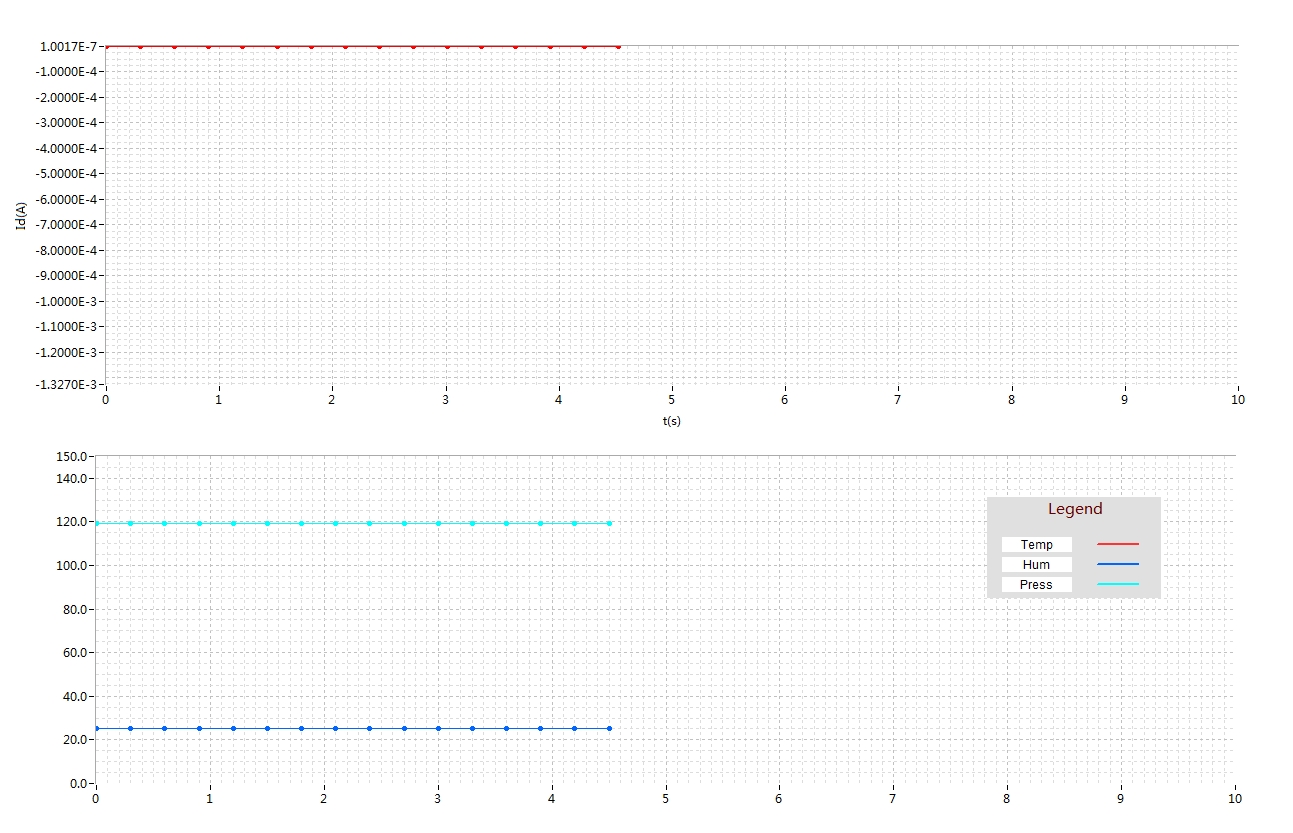 1.0017E-7
-1.0000E-4
-2.0000E-4
-3.0000E-4
-4.0000E-4
-5.0000E-4
-6.0000E-4
-7.0000E-4
-8.0000E-4
-9.0000E-4
-1.0000E-3
-1.1000E-3
-1.2000E-3
-1.3270E-3
Id(A)
0 1 2 3 4 5 6 7 8 9 10
t(s)
150.0
140.0
120.0
100.0
80.0
60.0
40.0
20.0
0.0
0 1 2 3 4 5 6 7 8 9 10
Legend
Temp
Hum
Press